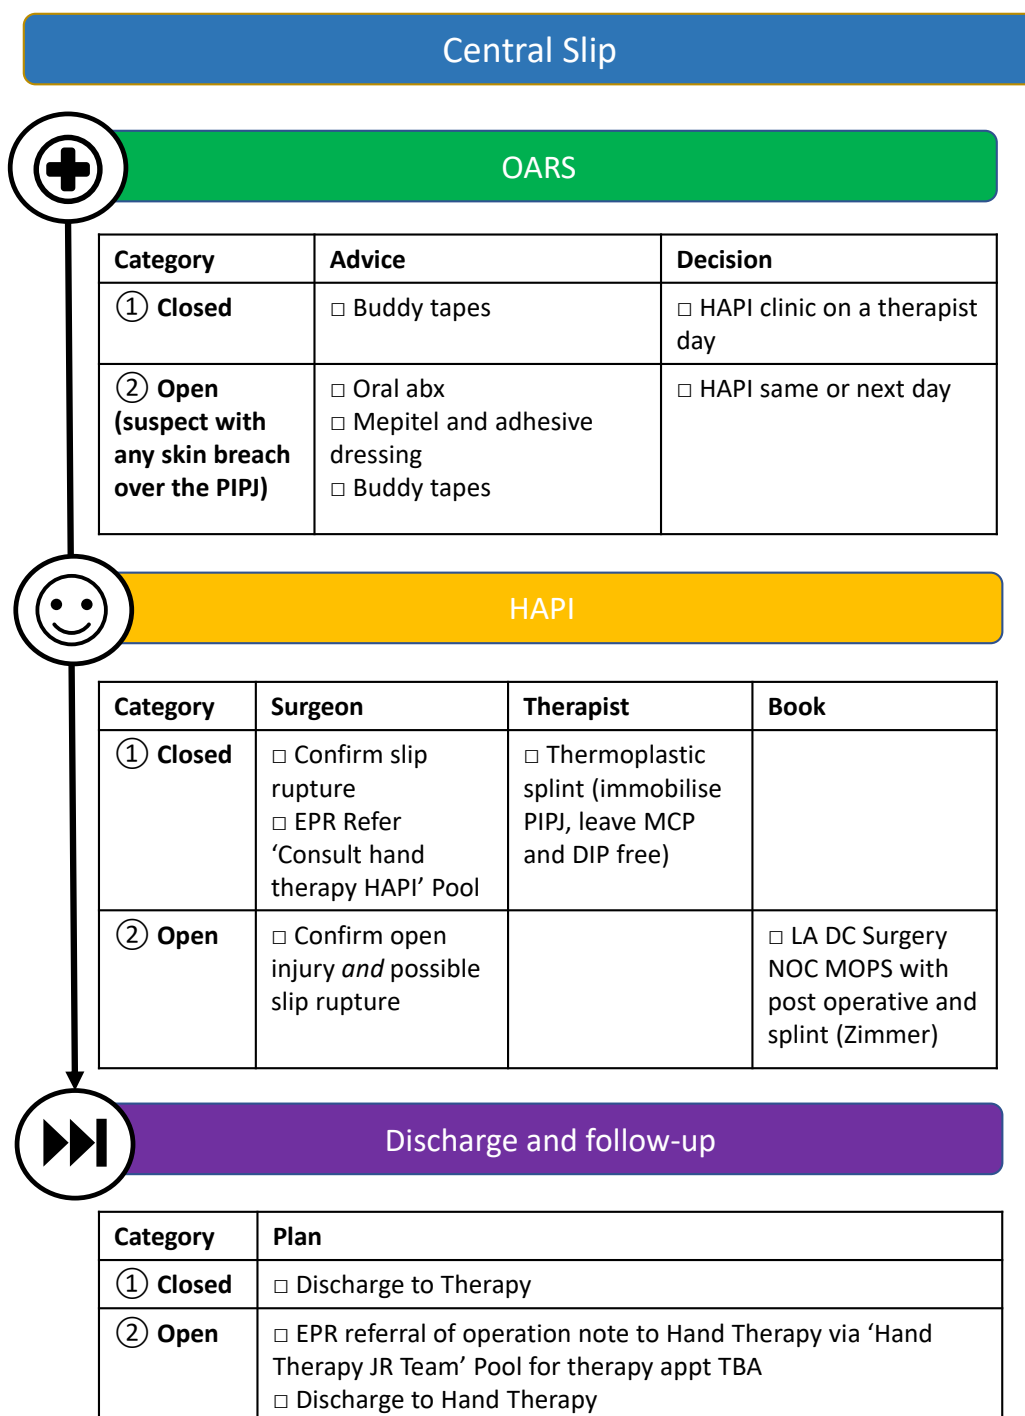 Central Slip
OARS
Category Advice Decision
① Closed □ Buddy tapes □ HAPI clinic on a therapist
day
② Open □ Oral abx □ HAPI same or next day
(suspect with □ Mepitel and adhesive
any skin breach dressing
over the PIPJ) □ Buddy tapes
HAPI
Category Surgeon Therapist Book
① Closed □ Confirm slip □ Thermoplastic
rupture splint (immobilise
□ EPR Refer PIPJ, leave MCP
‘Consult hand and DIP free)
therapy HAPI’ Pool
② Open □ Confirm open □ LA DC Surgery
injury and possible NOC MOPS with
slip rupture post operative and
splint (Zimmer)
Discharge and follow-up
Category Plan
① Closed □ Discharge to Therapy
② Open □ EPR referral of operation note to Hand Therapy via ‘Hand
Therapy JR Team’ Pool for therapy appt TBA
□ Discharge to Hand Therapy